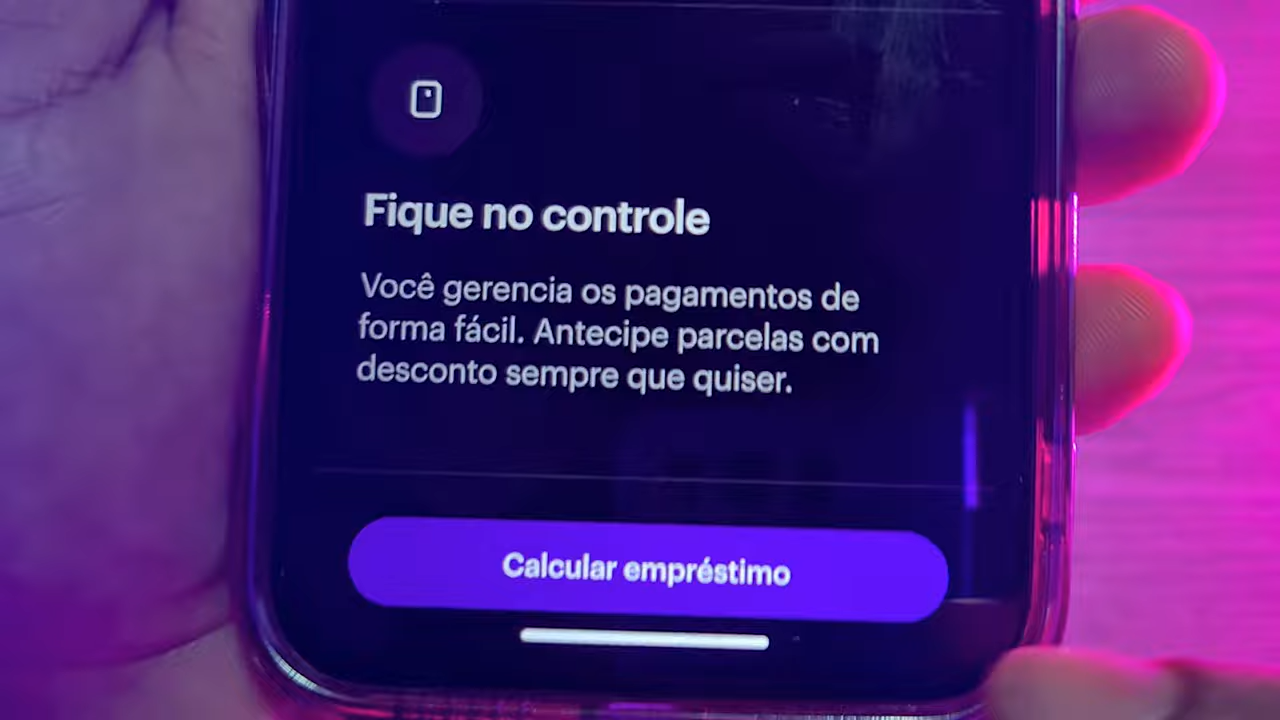 Fique no controle
Você gerencia os pagamentos de
forma fácil. Antecipe parcelas com
desconto sempre que quiser.
Calcular empréstimo